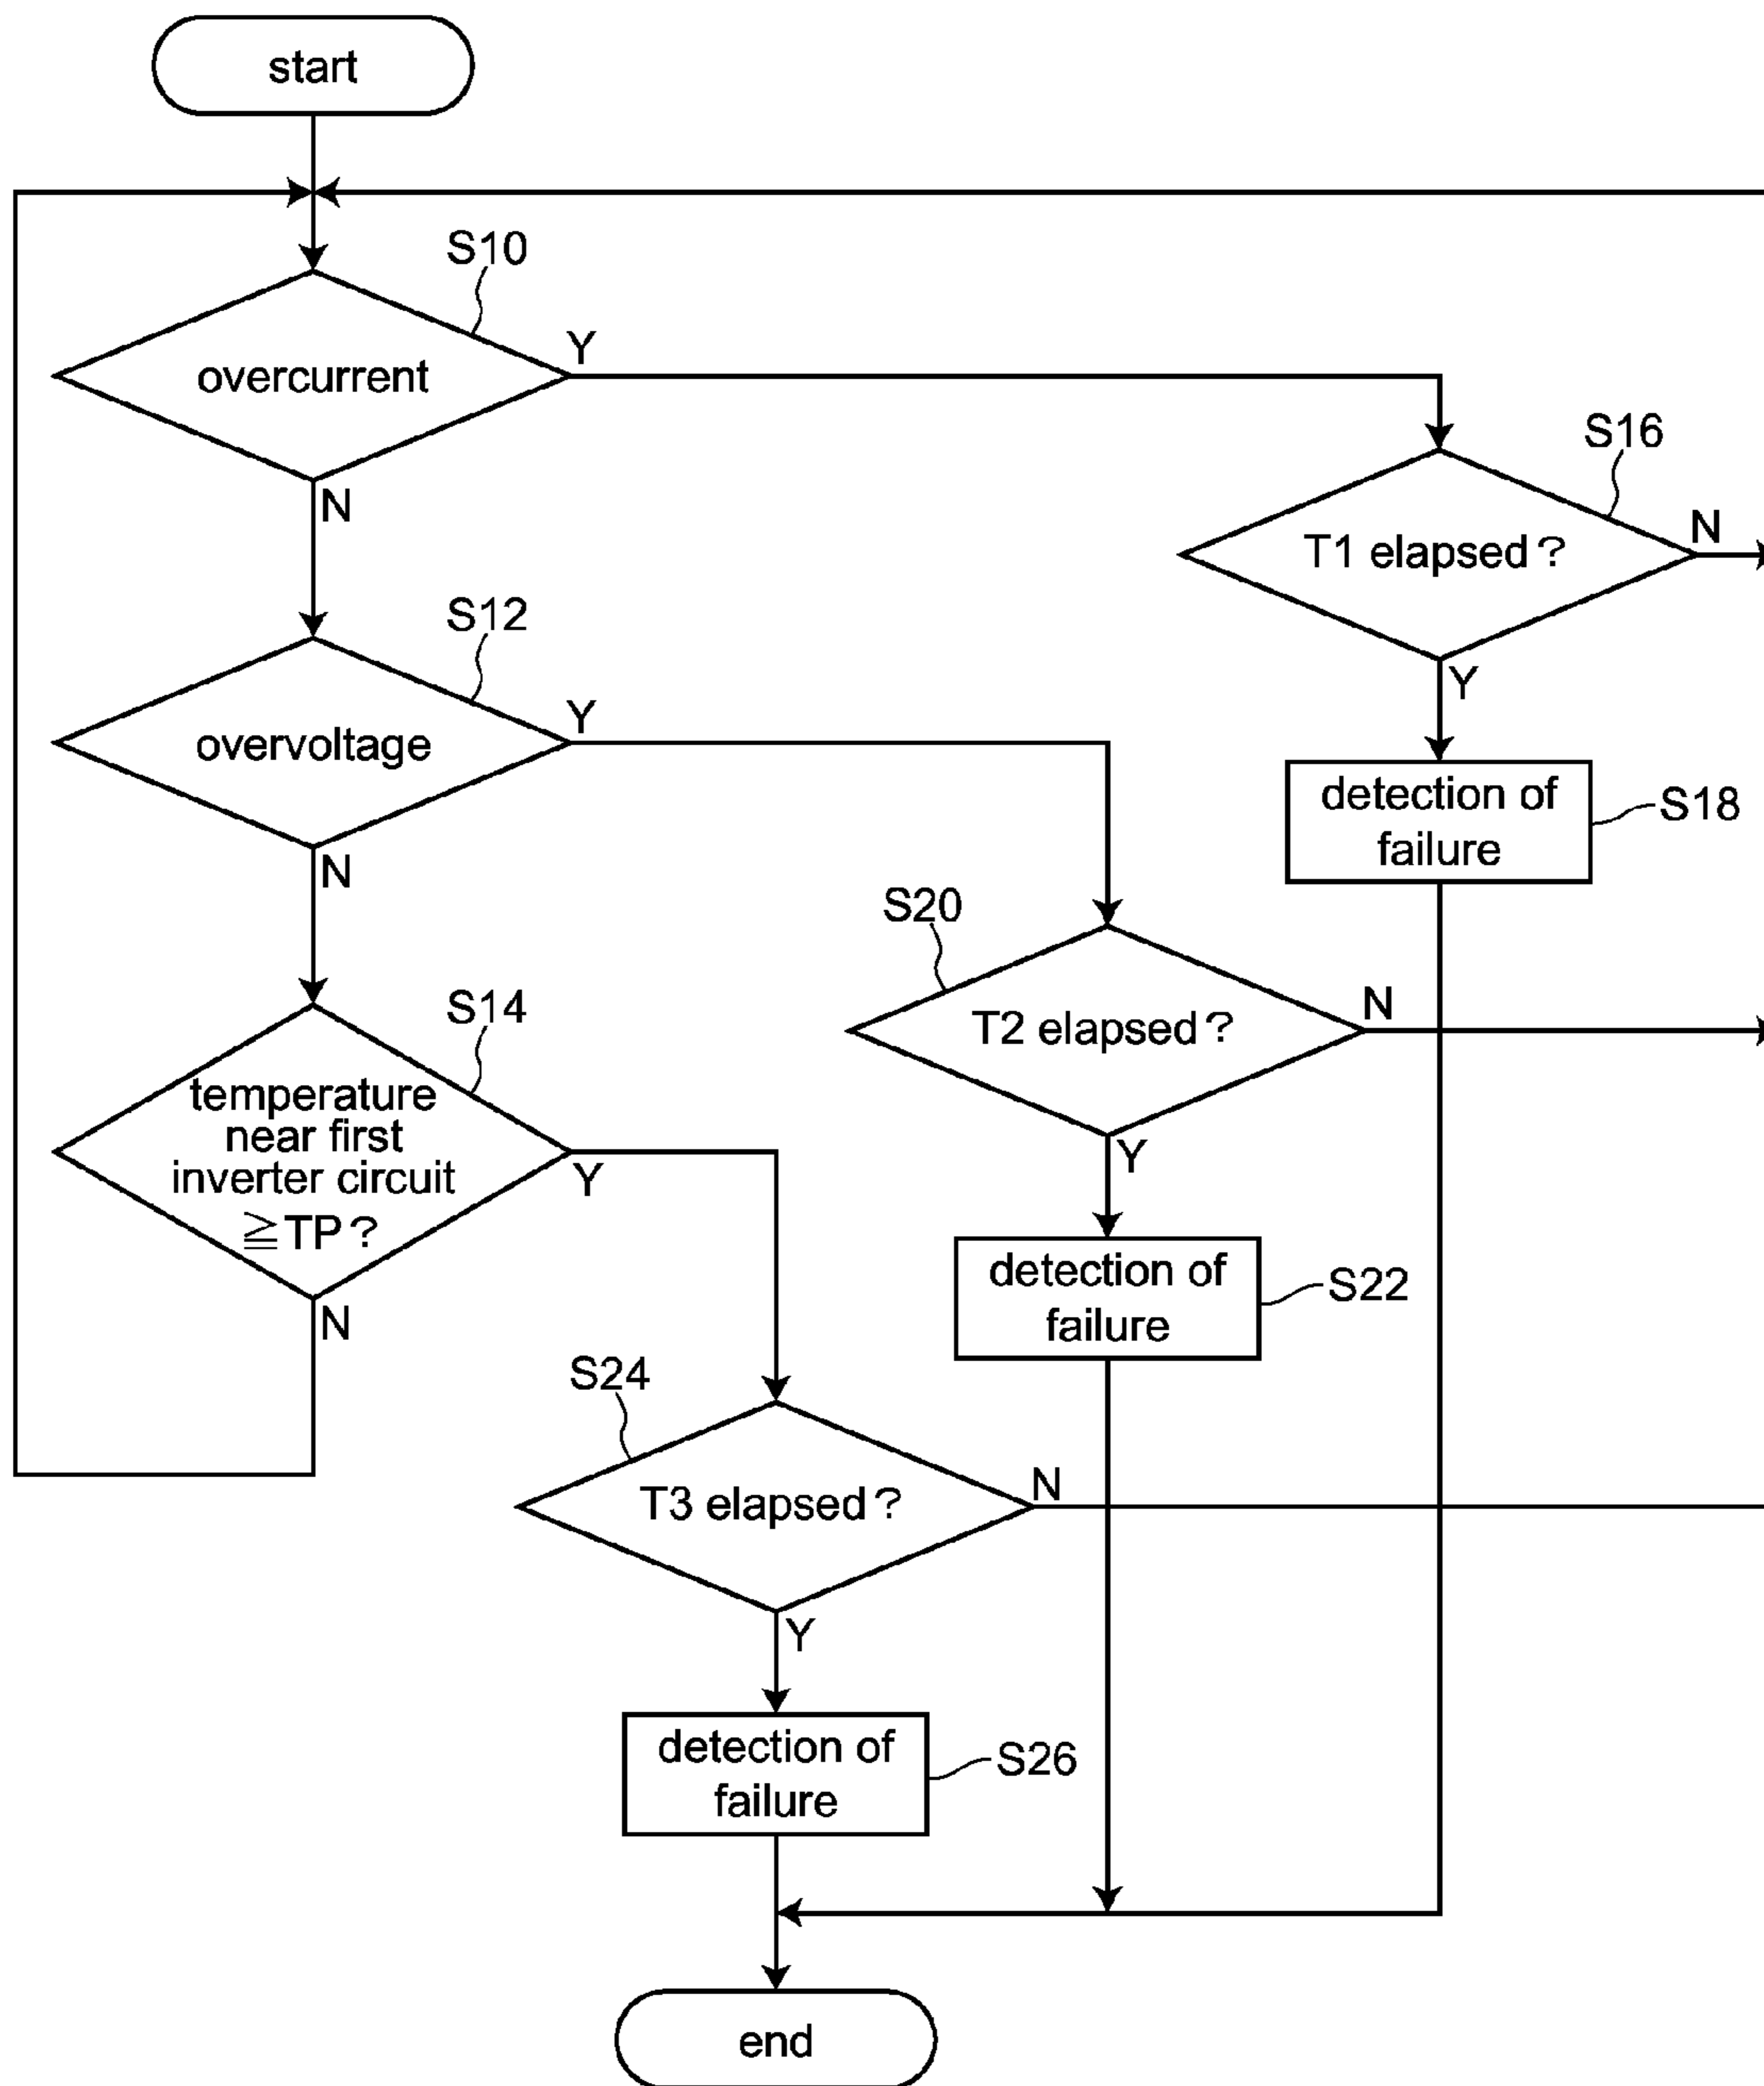 start
S10
overcurrent
Y
N
S16
T1 elapsed?
N
Y
S12
overvoltage
Y
N
detection of
failure
S18
S20
T2 elapsed?
N
Y
S14
temperature
near first
inverter circuit
≧TP?
Y
N
detection of
failure
S22
S24
T3 elapsed?
N
Y
detection of
failure
S26
end